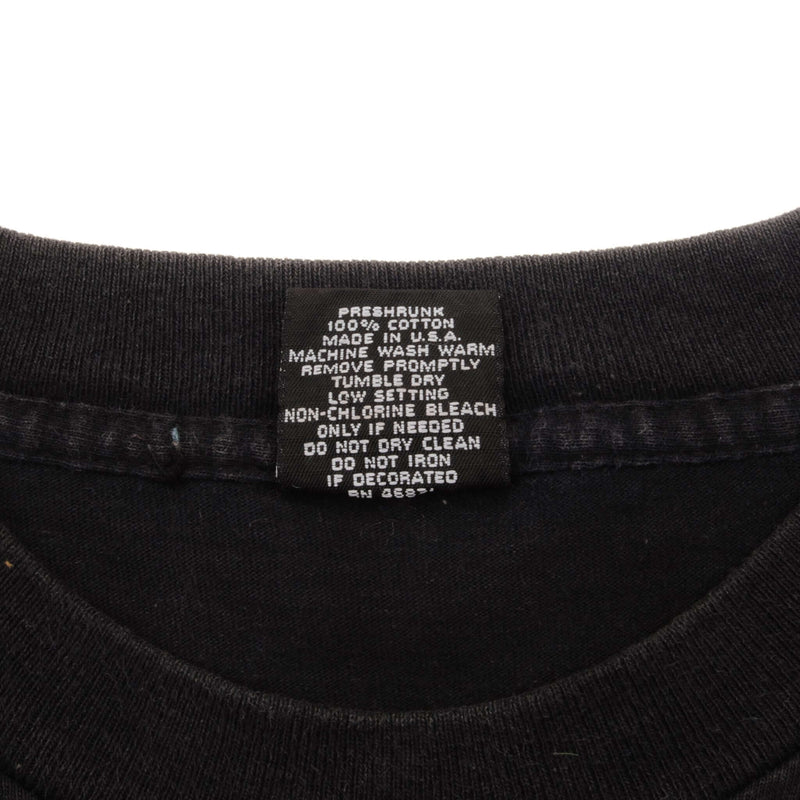 PRESHRUNK
100% COTTON
MADE IN U.S.A.
MACHINE WASH WARM
REMOVE PROMPTLY
TUMBLE DRY
LOW SETTING
NON-CHLORINE BLEACH
ONLY IF NEEDED
DO NOT DRY CLEAN
DO NOT IRON
IF DECORATED
RN